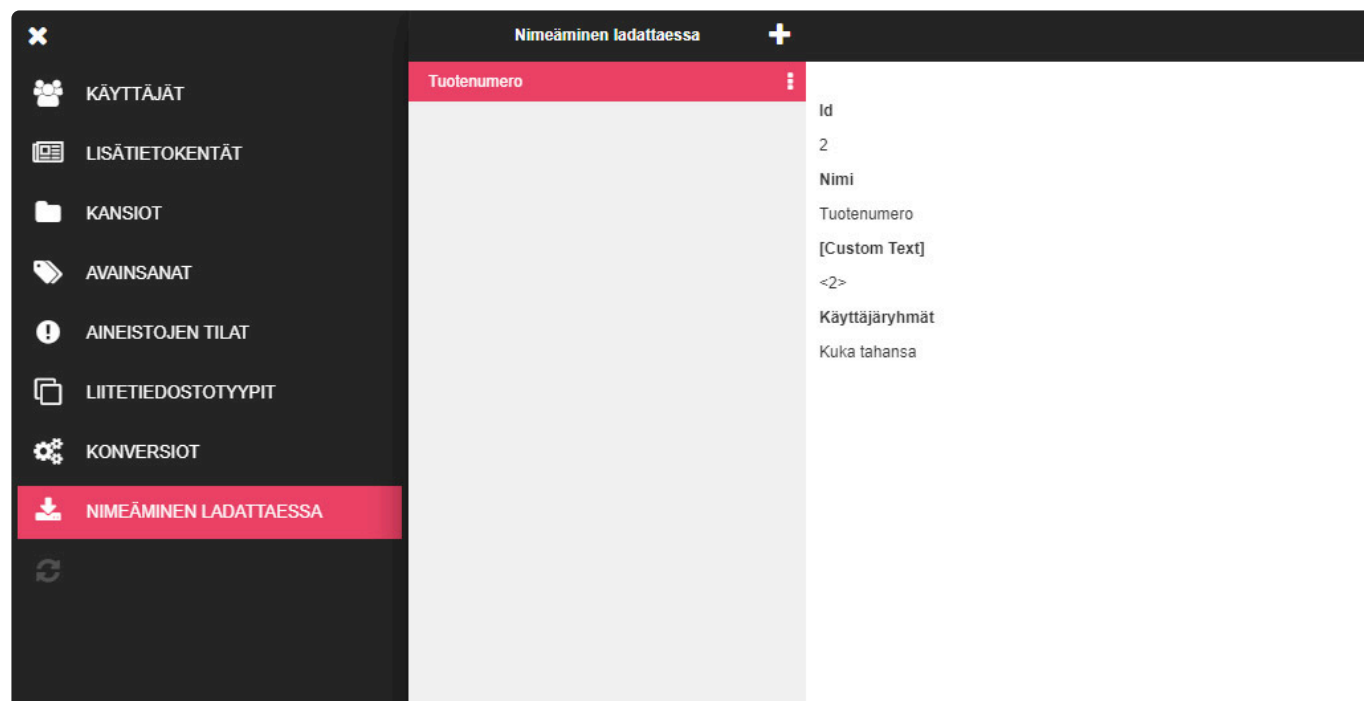 KÄYTTÄJÄT
LISÄTIETOKENTÄT
KANSIOT
AVAINSANAT
AINEISTOJEN TILAT
LIITETIEDOSTOTYYPIT
KONVERSIOT
NIMEÄMINEN LADATTAESSA
Nimeäminen ladattaessa
Tuotenumero
Id
2
Nimi
Tuotenumero
[Custom Text]
<2>
Käyttäjäryhmät
Kuka tahansa